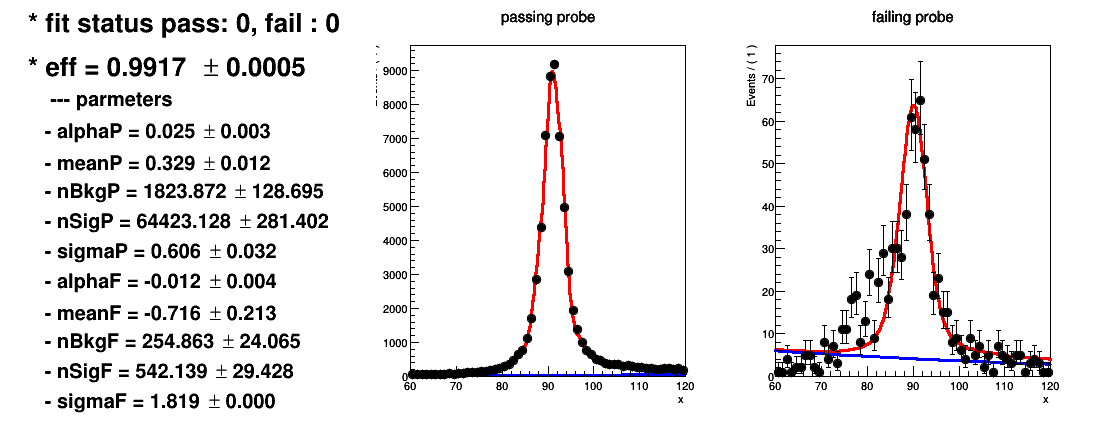 * fit status pass: 0, fail : 0
* eff = 0.9917 ± 0.0005
--- parmeters
- alphaP = 0.025 ± 0.003
- meanP = 0.329 ± 0.012
- nBkgP = 1823.872 ± 128.695
- nSigP = 64423.128 ± 281.402
- sigmaP = 0.606 ± 0.032
- alphaF = -0.012 ± 0.004
- meanF = -0.716 ± 0.213
- nBkgF = 254.863 ± 24.065
- nSigF = 542.139 ± 29.428
- sigmaF = 1.819 ± 0.000
passing probe
9000
8000
7000
6000
5000
4000
3000
2000
1000
0
60 70 80 90 100 110 120
x
failing probe
Events / ( 1 )
70
60
50
40
30
20
10
0
60 70 80 90 100 110 120
x